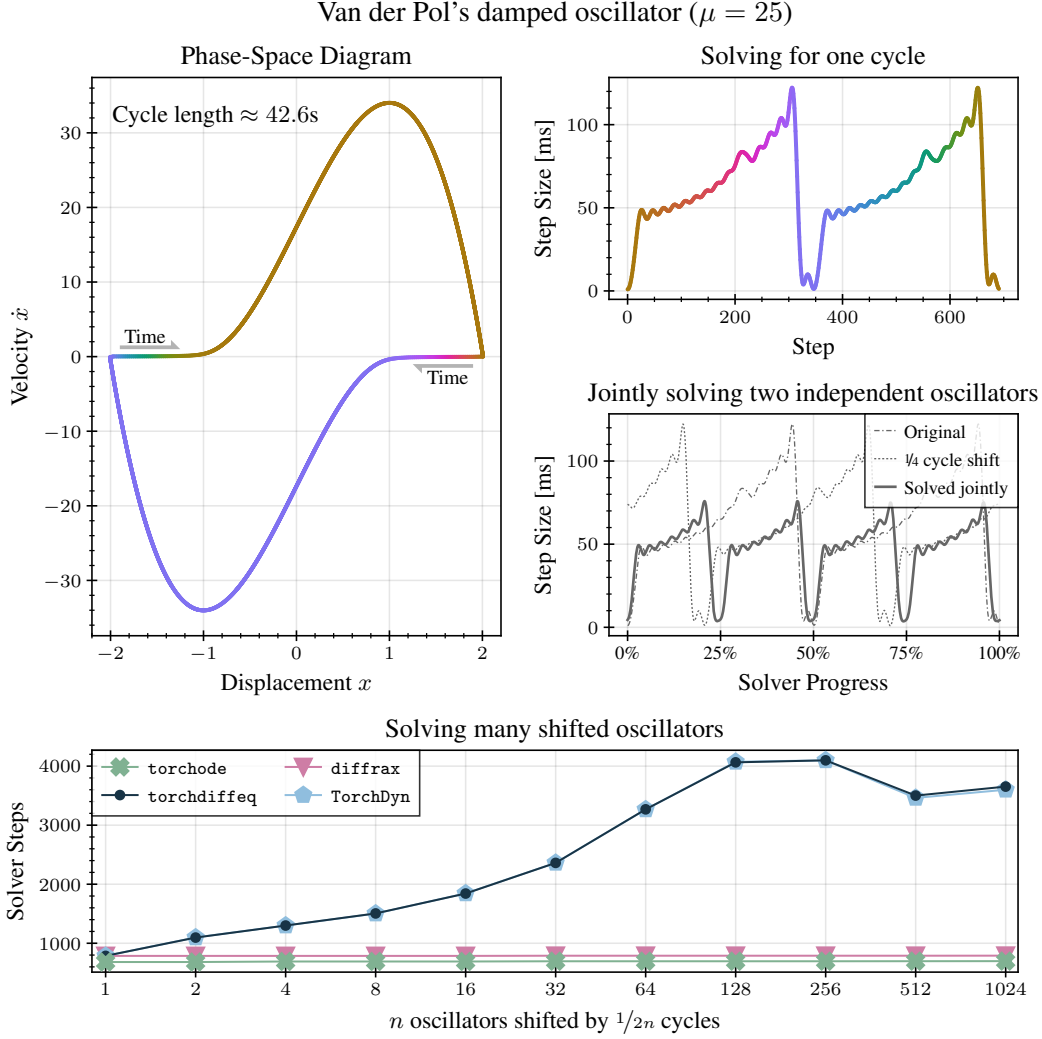 Van der Pol's damped oscillator (μ = 25)
Phase-Space Diagram
Cycle length ≈ 42.6s
Velocity ẋ
30
20
10
0
−10
−20
−30
Time
Time
−2 −1 0 1 2
Displacement x
Solving for one cycle
Step Size [ms]
100
50
0
0 200 400 600
Step
Jointly solving two independent oscillators
Step Size [ms]
100
50
0
Original
1/4 cycle shift
Solved jointly
0% 25% 50% 75% 100%
Solver Progress
Solving many shifted oscillators
Solver Steps
4000
3000
2000
1000
torchode
diffrax
torchdiffeq
TorchDyn
1 2 4 8 16 32 64 128 256 512 1024
n oscillators shifted by 1/2n cycles